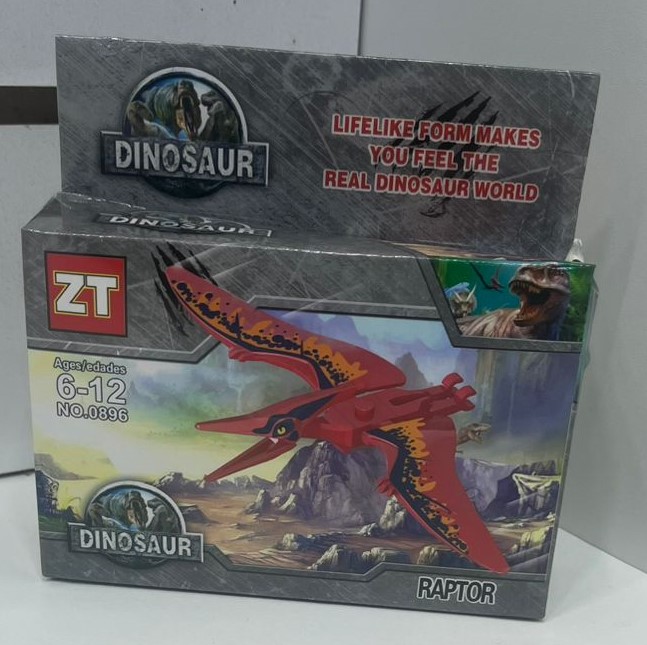 DINOSAUR
LIFELIKE FORM MAKES
YOU FEEL THE
REAL DINOSAUR WORLD
DINOSAUR
ZT
Ages/edades
6-12
NO.0896
DINOSAUR
RAPTOR